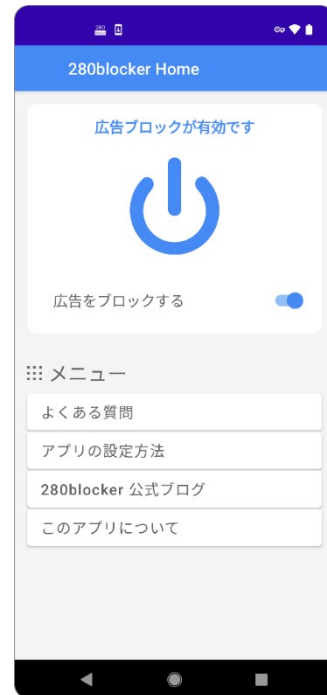 280
280blocker Home
広告ブロックが有効です
広告をブロックする
メニュー
よくある質問
アプリの設定方法
280blocker 公式ブログ
このアプリについて